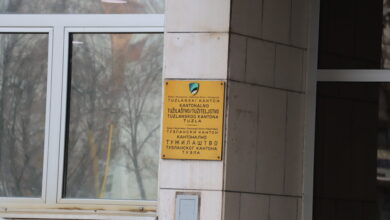 TUZLANSKI KANTON
KANTONALNO
TUŽILAŠTVO/TUŽITELJSTVO
TUZLANSKOG KANTONA
TUZLA
ТУЗЛАНСКИ КАНТОН
КАНТОНАЛНО
ТУЖИЛАШТВО
ТУЗЛАНСКОГ КАНТОНА
ТУЗЛА